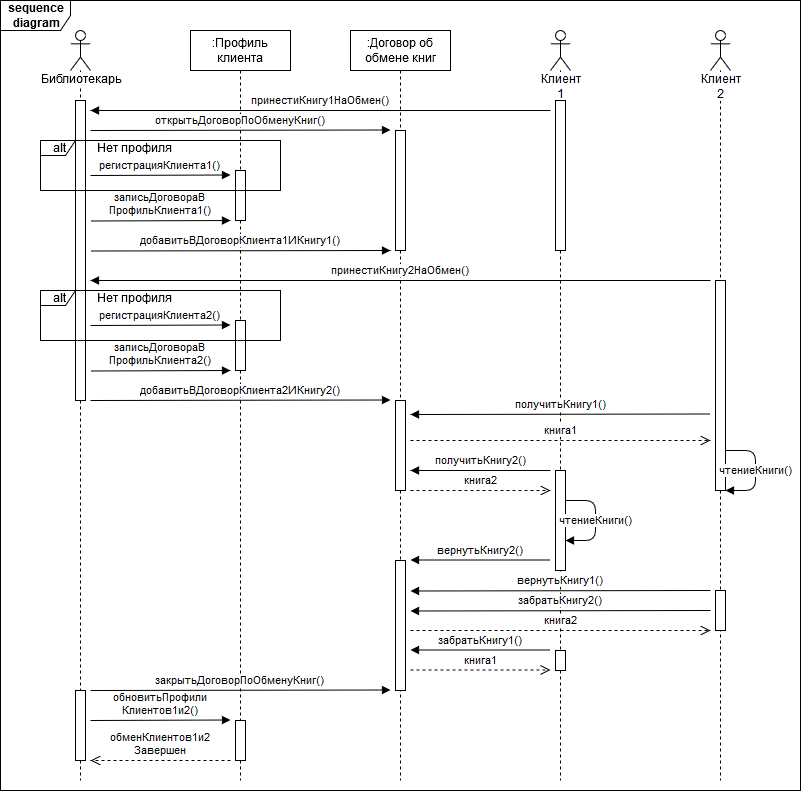 sequence
diagram
Библиотекарь
:Профиль
клиента
:Договор об
обмене книг
Клиент
1
Клиент
2
принестиКнигу1НаОбмен()
открытьДоговорПоОбменуКниг()
alt
Нет профиля
регистрацияКлиента1()
записьДоговораВ
ПрофильКлиента1()
добавитьВДоговорКлиента1ИКнигу1()
принестиКнигу2НаОбмен()
alt
Нет профиля
регистрацияКлиента2()
записьДоговораВ
ПрофильКлиента2()
добавитьВДоговорКлиента2ИКнигу2()
получитьКнигу1()
книга1
получитьКнигу2()
чтениеКниги()
книга2
чтениеКниги()
вернутьКнигу2()
вернутьКнигу1()
забратьКнигу2()
книга2
забратьКнигу1()
книга1
закрытьДоговорПоОбменуКниг()
обновитьПрофили
Клиентов1и2()
обменКлиентов1и2
Завершен